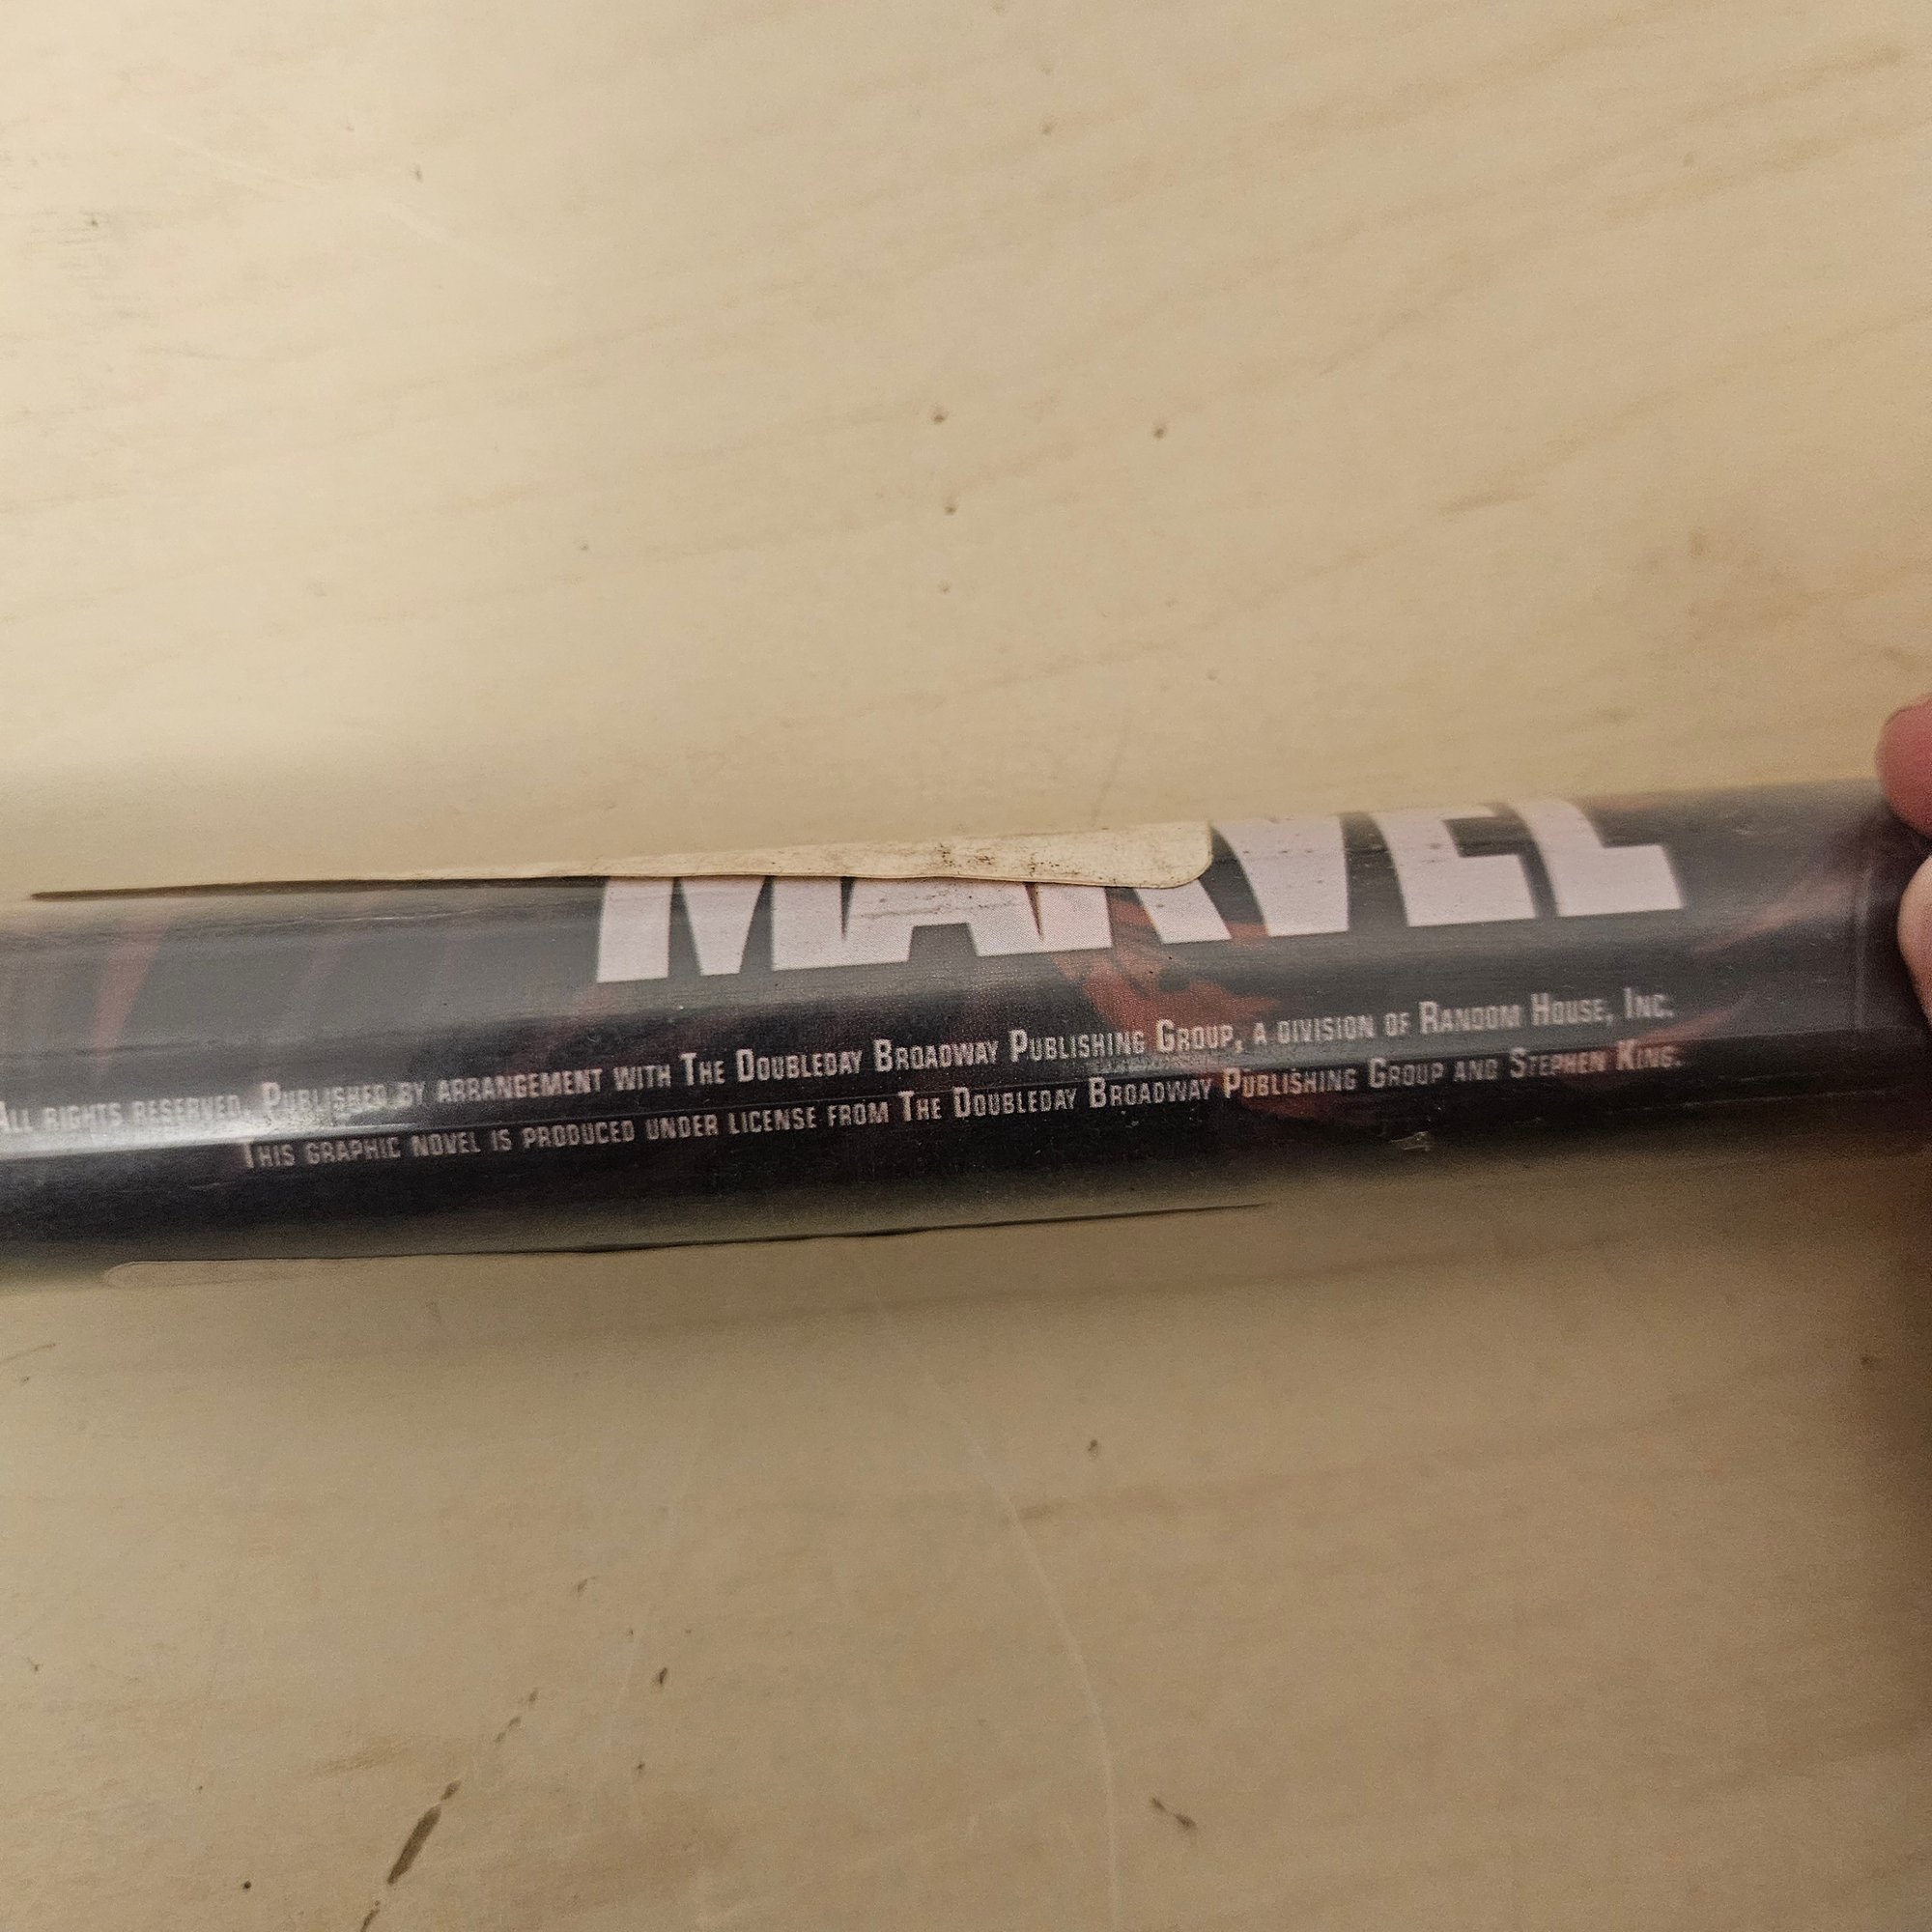 MARVEL
All rights reserved. Published by arrangement with The Doubleday Broadway Publishing Group, a division of Random House, Inc.
This graphic novel is produced under license from The Doubleday Broadway Publishing Group and Stephen King.